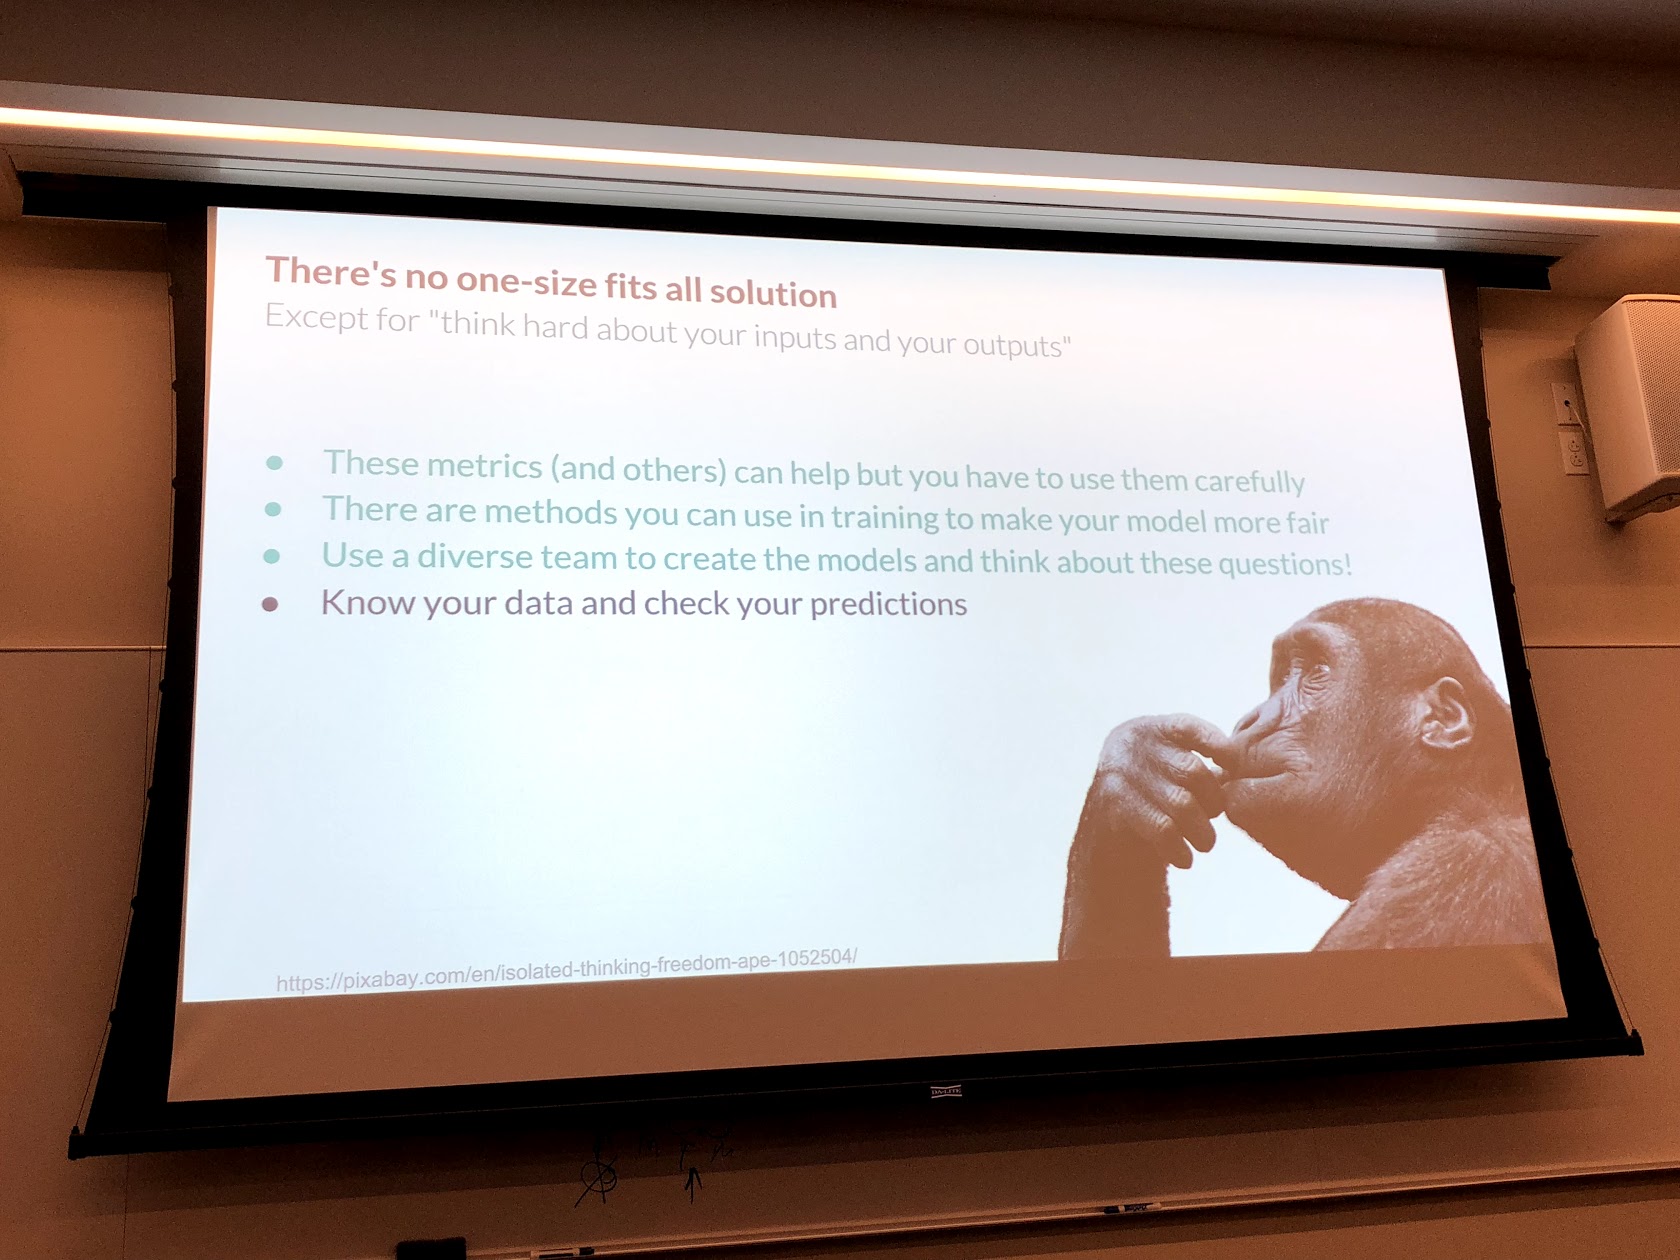 There's no one-size fits all solution
Except for "think hard about your inputs and your outputs"
● These metrics (and others) can help but you have to use them carefully
● There are methods you can use in training to make your model more fair
● Use a diverse team to create the models and think about these questions!
● Know your data and check your predictions
https://pixabay.com/en/isolated-thinking-freedom-ape-1052504/
DA-LITE